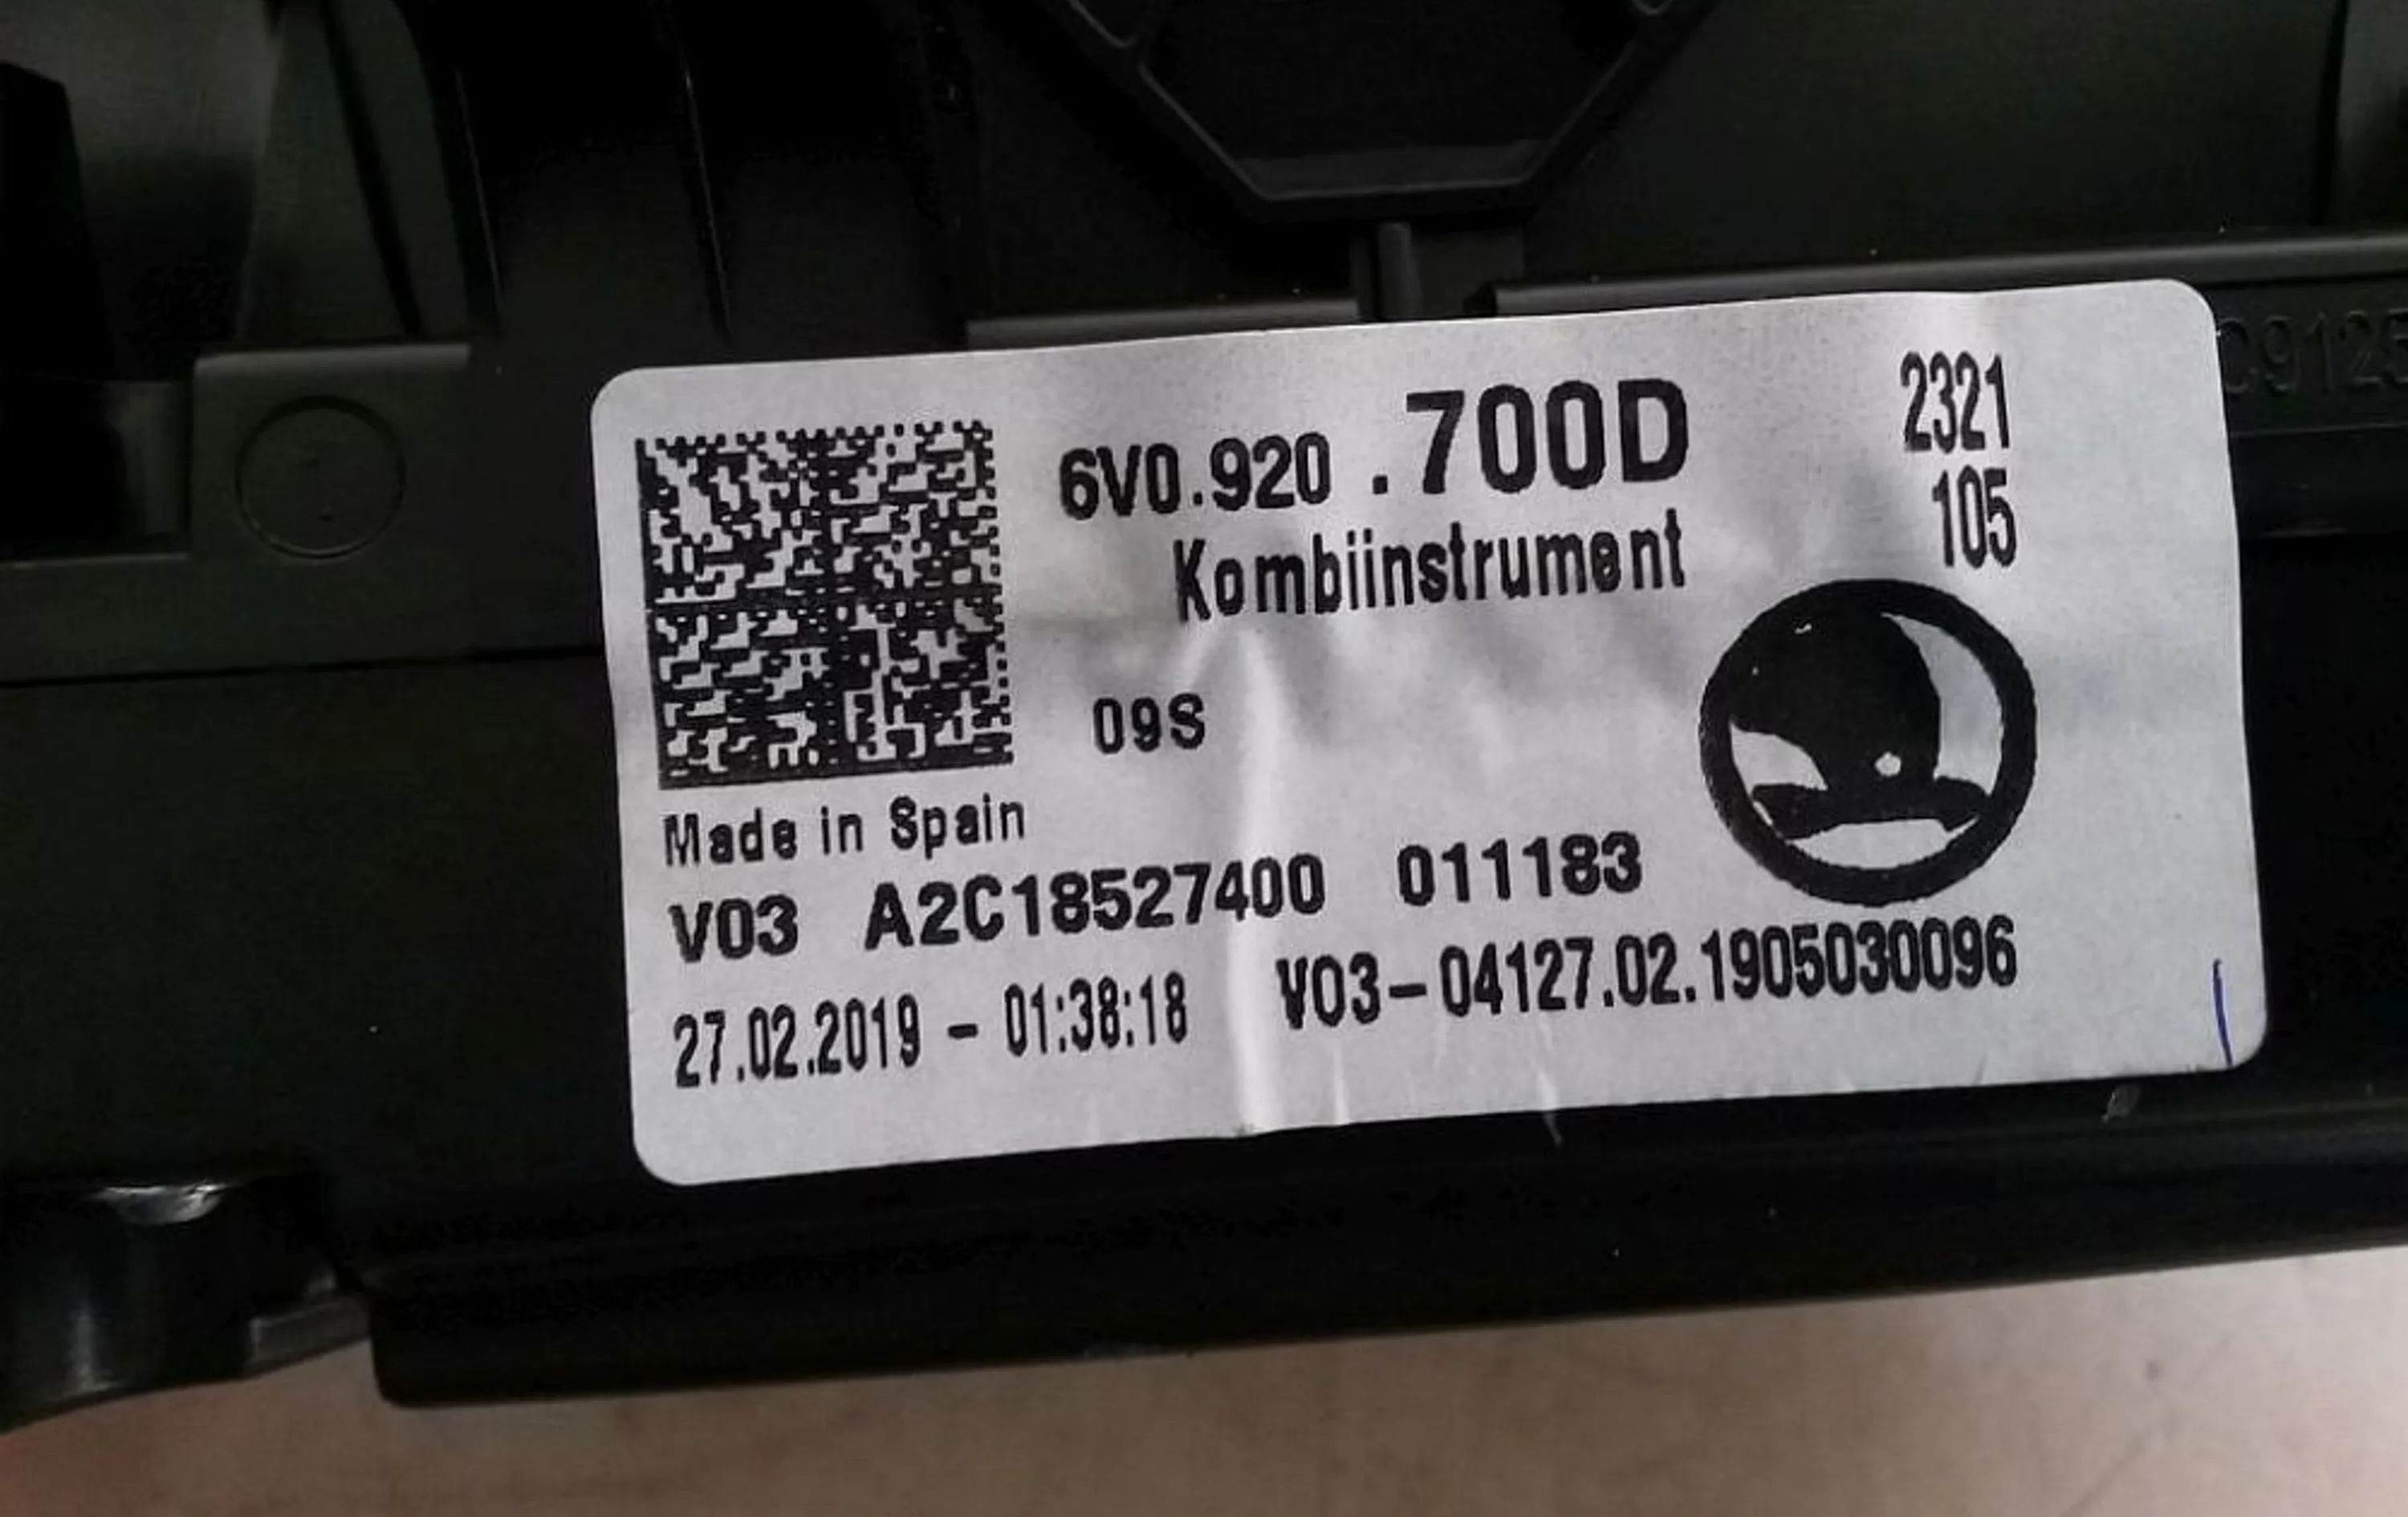 6V0.920 .700D
2321
105
Kombiinstrument
09S
Made in Spain
V03 A2C18527400 011183
27.02.2019 - 01:38:18 V03-04127.02.1905030096